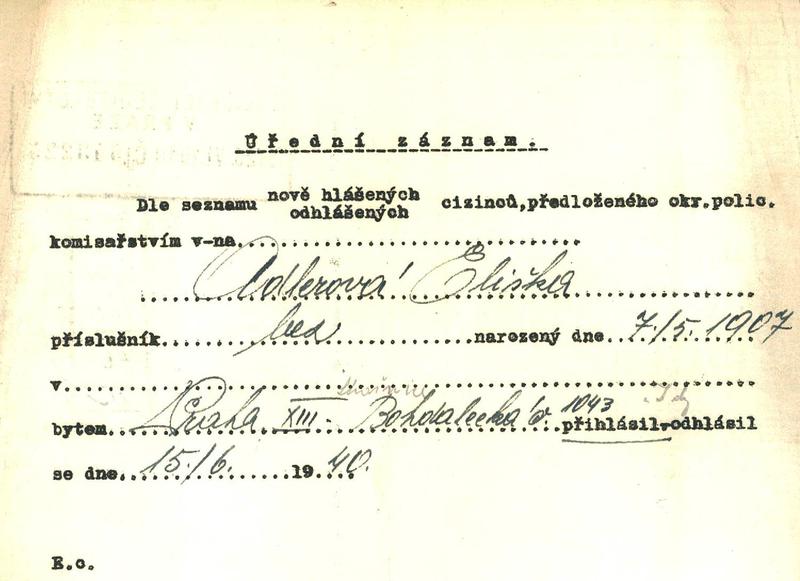 Úřední záznam.
Dle seznamu nově hlášených odhlášených cizinců, předloženého okr. polic.
komisařstvím v-na
Adlerová Eliška
příslušník bez narozený dne 7./5. 1907
v
bytem Praha XIII - Bohdalecká 1043 přihlásil-odhlásil
se dne 15./6. 1940.
E.c.